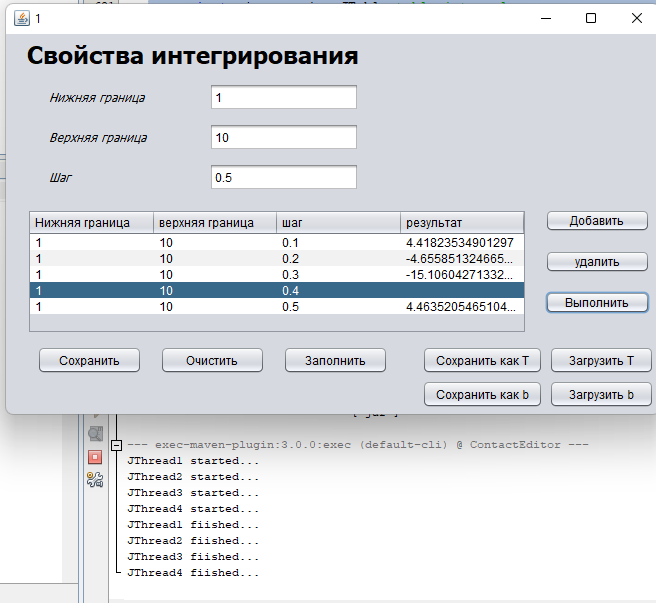 1
Свойства интегрирования
Нижняя граница 1
Верхняя граница 10
Шаг 0.5
Нижняя граница верхняя граница шаг результат
1 10 0.1 4.41823534901297
1 10 0.2 -4.655851324665...
1 10 0.3 -15.10604271332...
1 10 0.4
1 10 0.5 4.4635205465104...
Добавить
удалить
Выполнить
Сохранить Очистить Заполнить Сохранить как T Загрузить T
Сохранить как b Загрузить b
--- exec-maven-plugin:3.0.0:exec (default-cli) @ ContactEditor ---
JThread1 started...
JThread2 started...
JThread3 started...
JThread4 started...
JThread1 fiished...
JThread2 fiished...
JThread3 fiished...
JThread4 fiished...